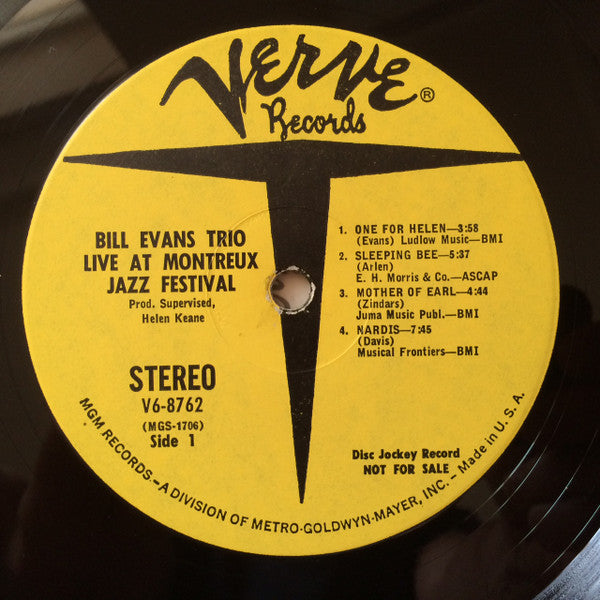 VERVE ®
Records
BILL EVANS TRIO
LIVE AT MONTREUX
JAZZ FESTIVAL
Prod. Supervised,
Helen Keane
STEREO
V6-8762
(MGS-1706)
Side 1
1. ONE FOR HELEN—3:58
(Evans) Ludlow Music—BMI
2. SLEEPING BEE—5:37
(Arlen)
E. H. Morris & Co.—ASCAP
3. MOTHER OF EARL—4:44
(Zindars)
Juma Music Publ.—BMI
4. NARDIS—7:45
(Davis)
Musical Frontiers—BMI
Disc Jockey Record
NOT FOR SALE
MGM RECORDS—A DIVISION OF METRO-GOLDWYN-MAYER, INC. – Made in U. S. A.